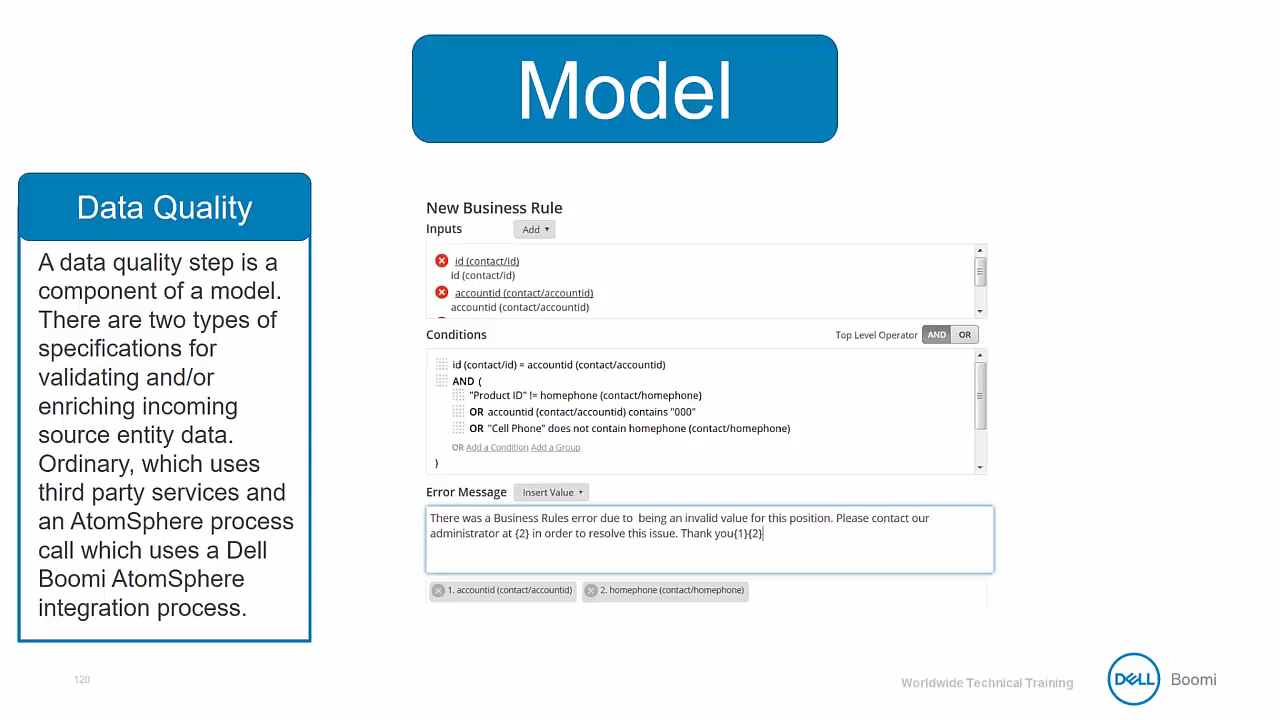 Model
Data Quality
A data quality step is a
component of a model.
There are two types of
specifications for
validating and/or
enriching incoming
source entity data.
Ordinary, which uses
third party services and
an AtomSphere process
call which uses a Dell
Boomi AtomSphere
integration process.
New Business Rule
Inputs Add
id (contact/id)
id (contact/id)
accountid (contact/accountid)
accountid (contact/accountid)
Conditions Top Level Operator AND OR
id (contact/id) = accountid (contact/accountid)
AND (
"Product ID" != homephone (contact/homephone)
OR accountid (contact/accountid) contains "000"
OR "Cell Phone" does not contain homephone (contact/homephone)
OR Add a Condition Add a Group
)
Error Message Insert Value
There was a Business Rules error due to  being an invalid value for this position. Please contact our
administrator at {2} in order to resolve this issue. Thank you{1}{2}
1. accountid (contact/accountid) 2. homephone (contact/homephone)
120
Worldwide Technical Training
DELL Boomi